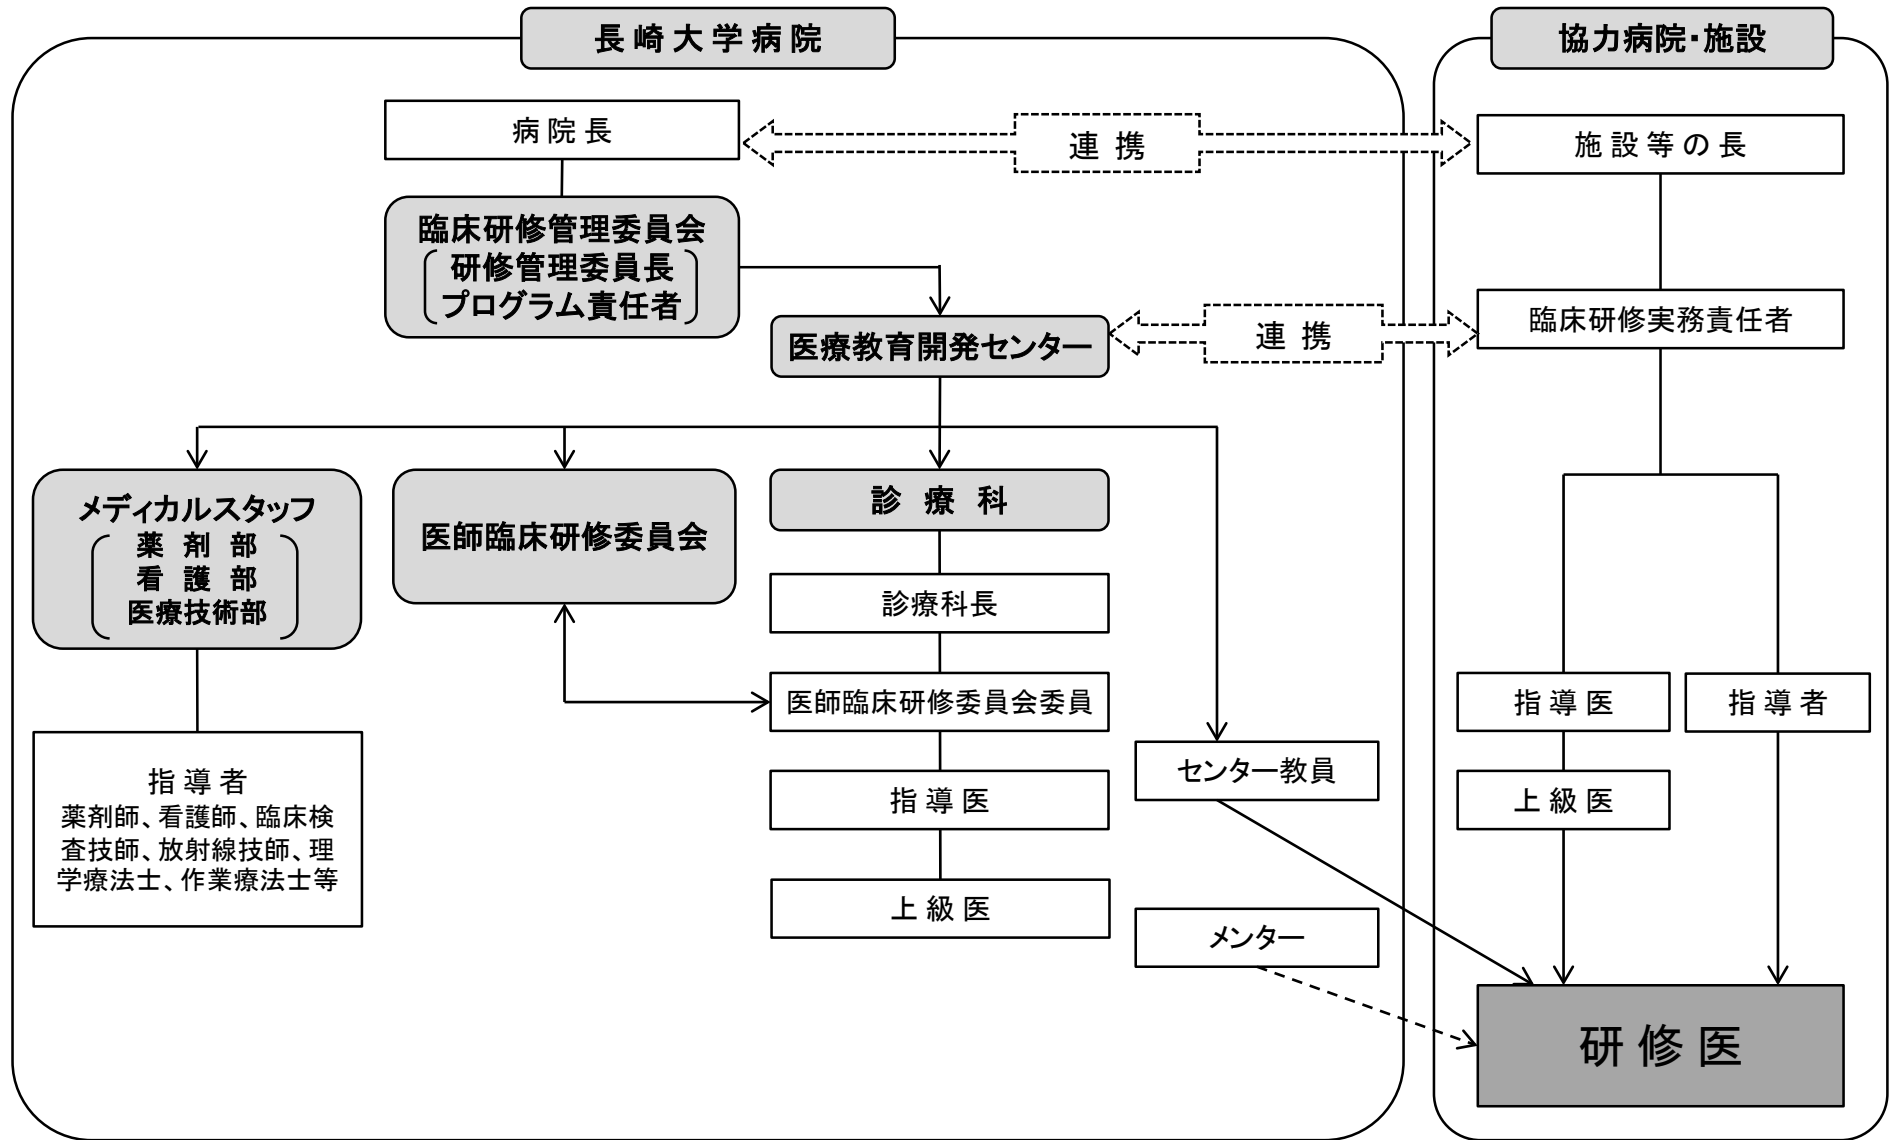 長崎大学病院
協力病院・施設
病院長
連携
施設等の長
臨床研修管理委員会
研修管理委員長
プログラム責任者
連携
臨床研修実務責任者
医療教育開発センター
メディカルスタッフ
薬剤部
看護部
医療技術部
医師臨床研修委員会
診療科
診療科長
医師臨床研修委員会委員
指導医
指導者
センター教員
指導者
薬剤師、看護師、臨床検
査技師、放射線技師、理
学療法士、作業療法士等
指導医
上級医
上級医
メンター
研修医